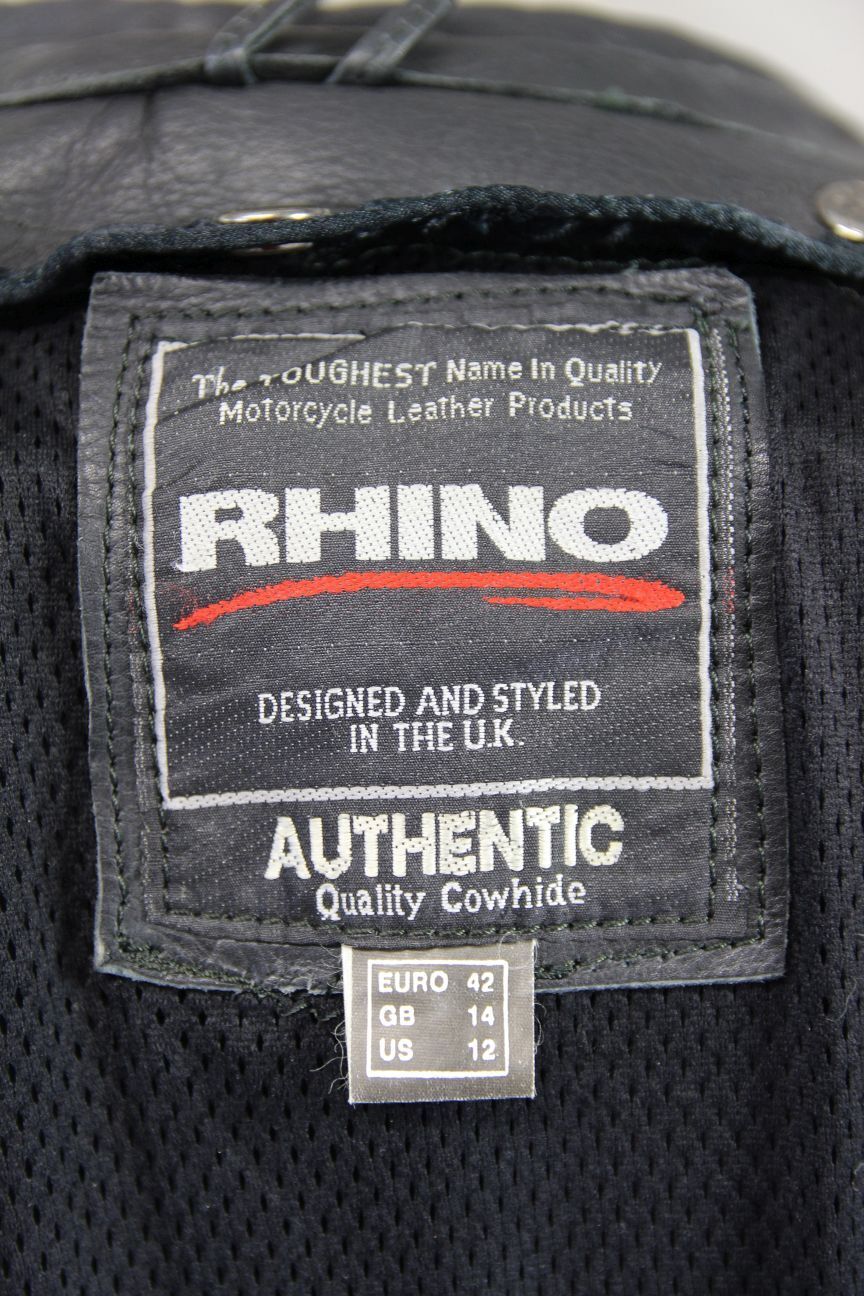 The TOUGHEST Name In Quality
Motorcycle Leather Products
RHINO
DESIGNED AND STYLED
IN THE U.K.
AUTHENTIC
Quality Cowhide
EURO 42
GB 14
US 12